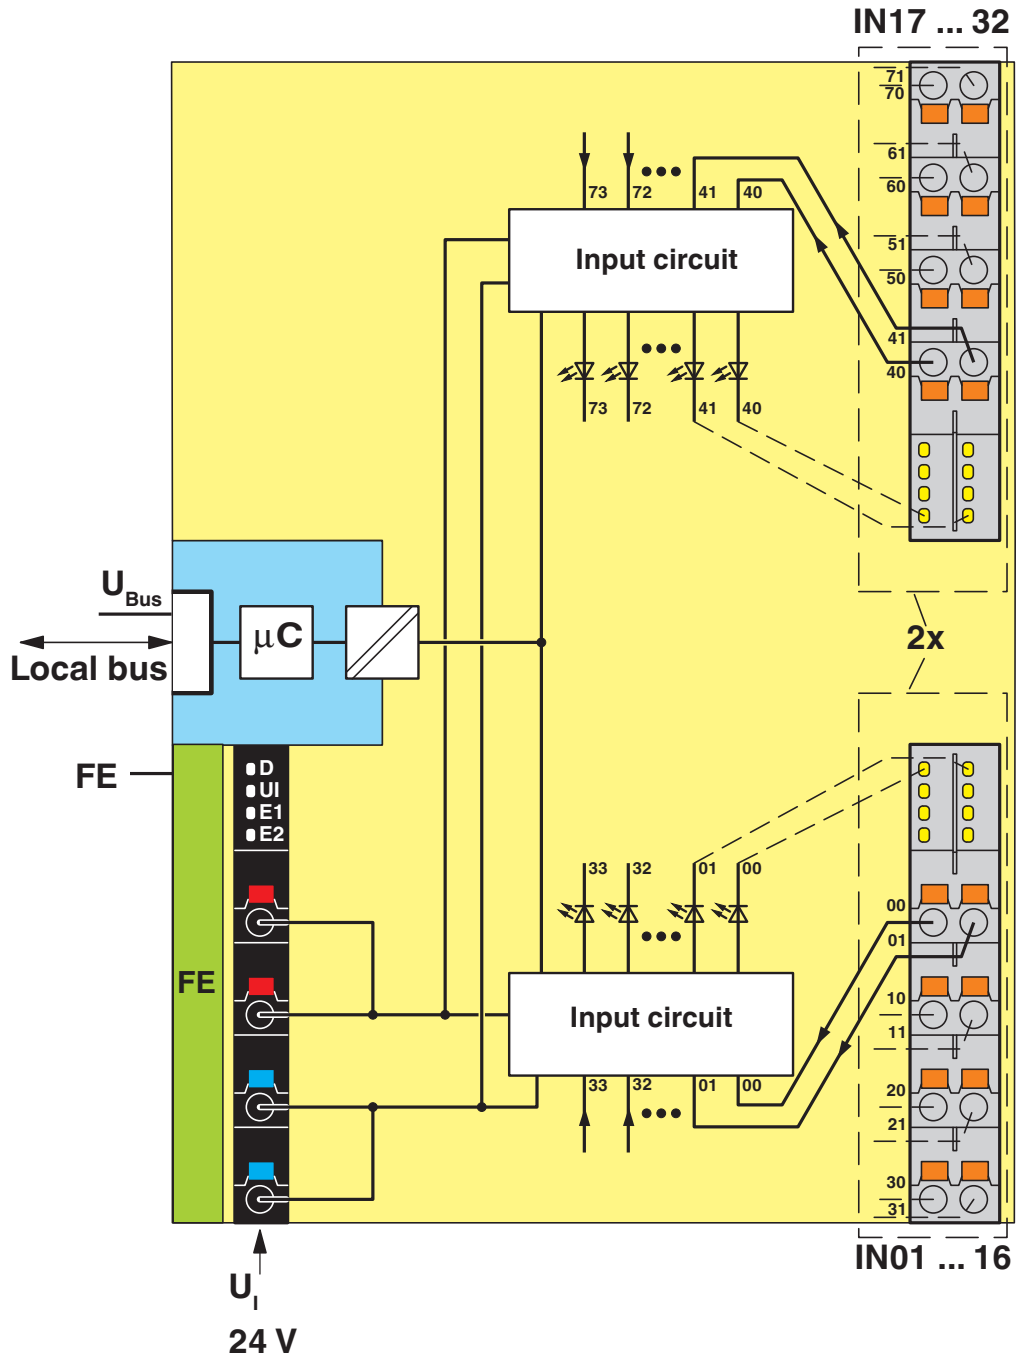 IN17 ... 32
71
70
61
60
51
50
41
40
73 72 41 40
Input circuit
73 72 41 40
UBus
Local bus
µC
2x
FE
D
UI
E1
E2
FE
33 32 01 00
Input circuit
33 32 01 00
00
01
10
11
20
21
30
31
IN01 ... 16
UI
24 V